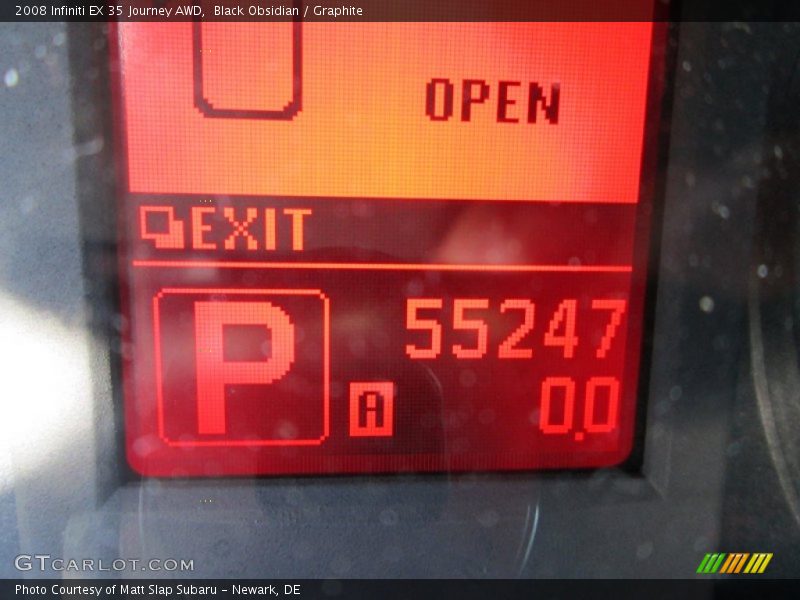 2008 Infiniti EX 35 Journey AWD,  Black Obsidian / Graphite
OPEN
EXIT
P 55247
A 0.0
GTCARLOT.COM
Photo Courtesy of Matt Slap Subaru - Newark, DE